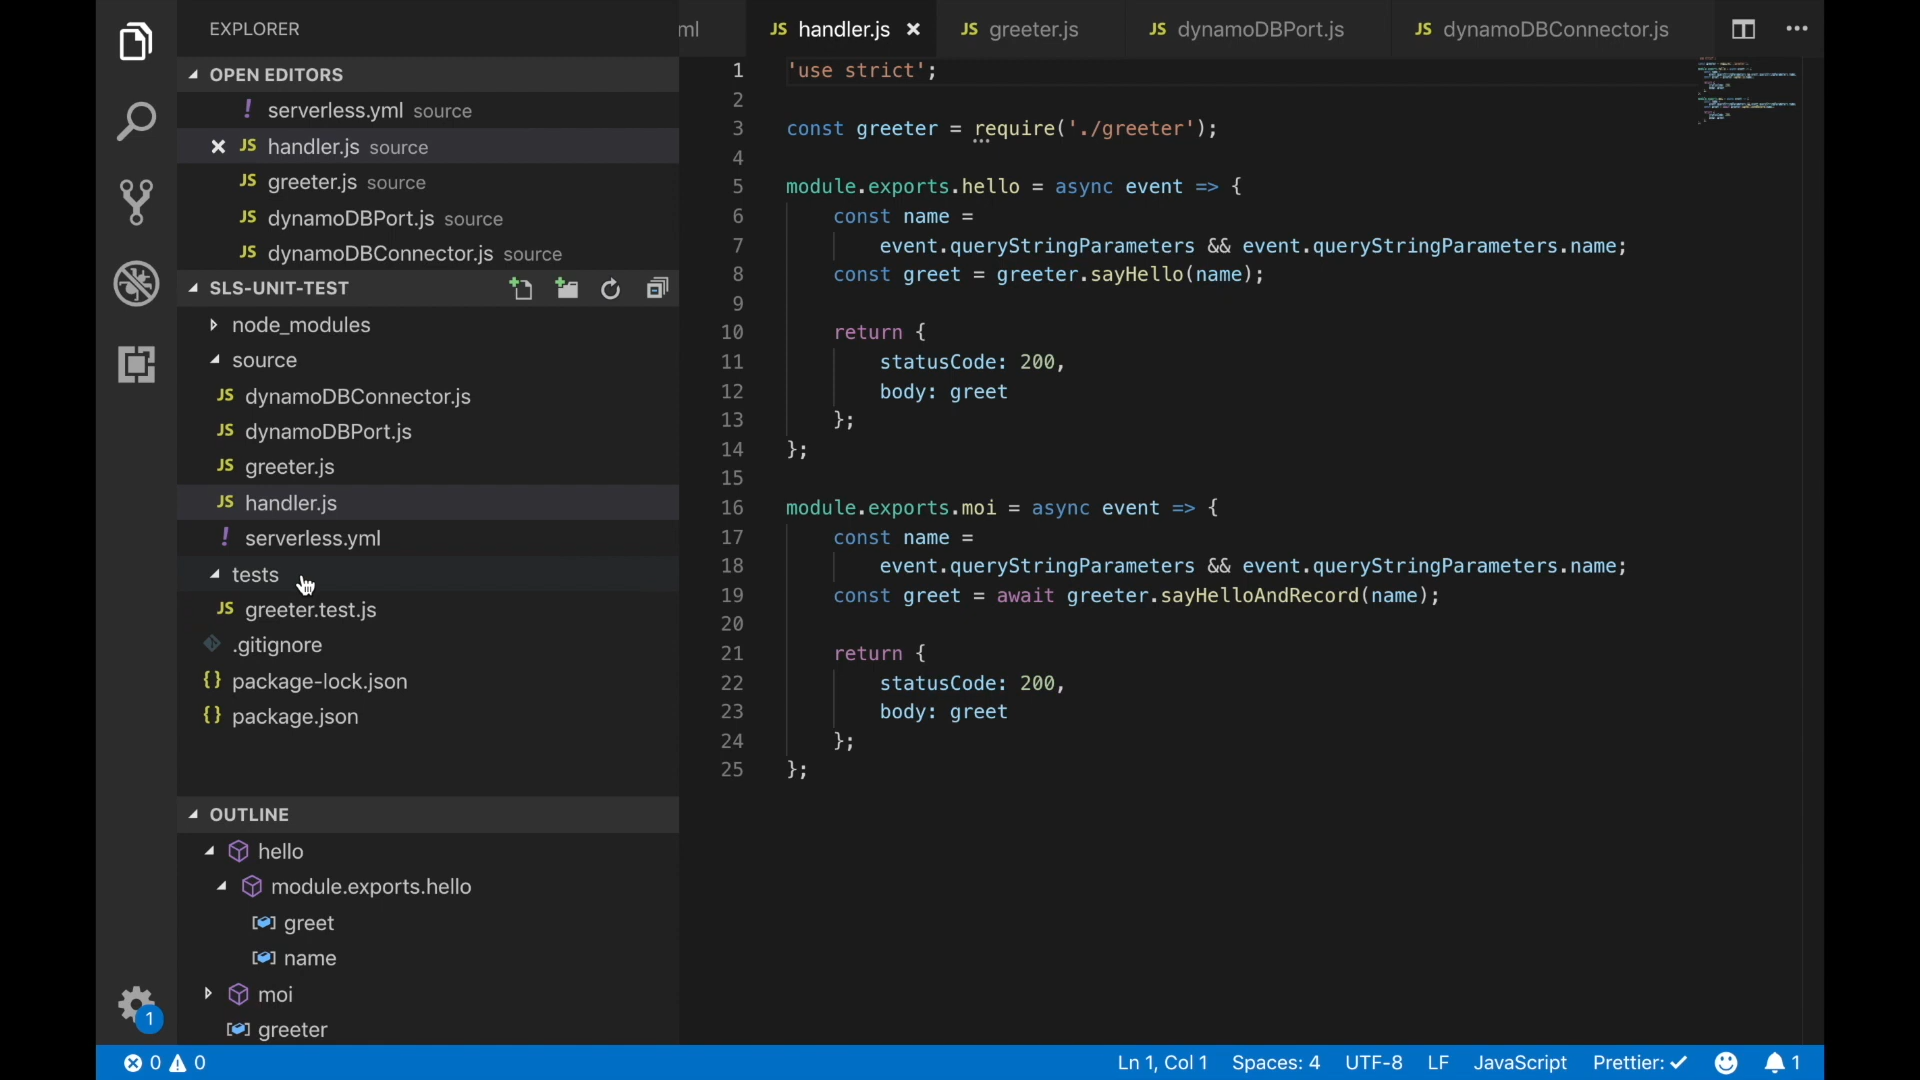 EXPLORER
OPEN EDITORS
! serverless.yml source
JS handler.js source
JS greeter.js source
JS dynamoDBPort.js source
JS dynamoDBConnector.js source
SLS-UNIT-TEST
node_modules
source
JS dynamoDBConnector.js
JS dynamoDBPort.js
JS greeter.js
JS handler.js
! serverless.yml
tests
JS greeter.test.js
.gitignore
{} package-lock.json
{} package.json
OUTLINE
hello
module.exports.hello
greet
name
moi
greeter
1
ml
JS handler.js
JS greeter.js
JS dynamoDBPort.js
JS dynamoDBConnector.js
1 'use strict';
2
3 const greeter = require('./greeter');
4
5 module.exports.hello = async event => {
6 const name =
7 event.queryStringParameters && event.queryStringParameters.name;
8 const greet = greeter.sayHello(name);
9
10 return {
11 statusCode: 200,
12 body: greet
13 };
14 };
15
16 module.exports.moi = async event => {
17 const name =
18 event.queryStringParameters && event.queryStringParameters.name;
19 const greet = await greeter.sayHelloAndRecord(name);
20
21 return {
22 statusCode: 200,
23 body: greet
24 };
25 };
0 0 Ln 1, Col 1 Spaces: 4 UTF-8 LF JavaScript Prettier: ✓ 1